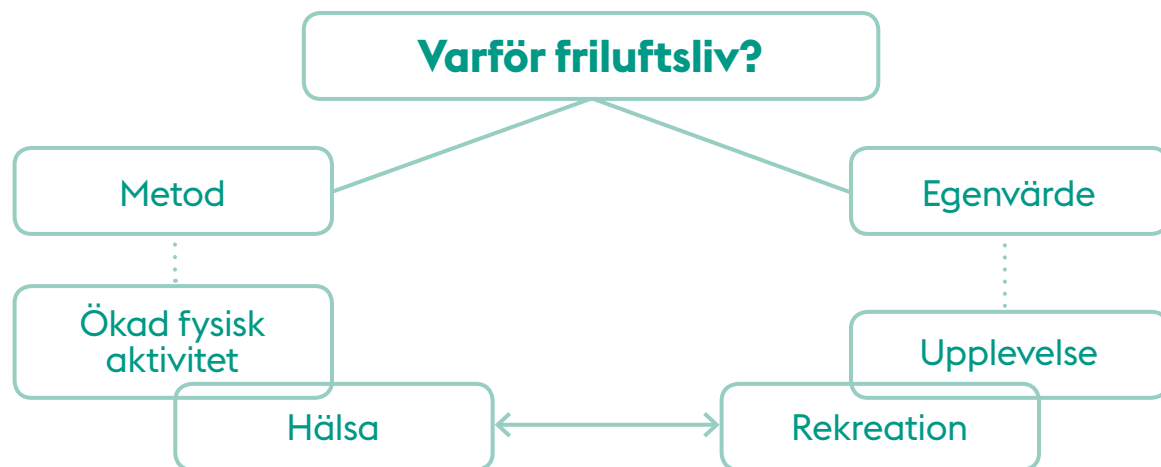 Varför friluftsliv?
Metod
Egenvärde
Ökad fysisk
aktivitet
Upplevelse
Hälsa
Rekreation